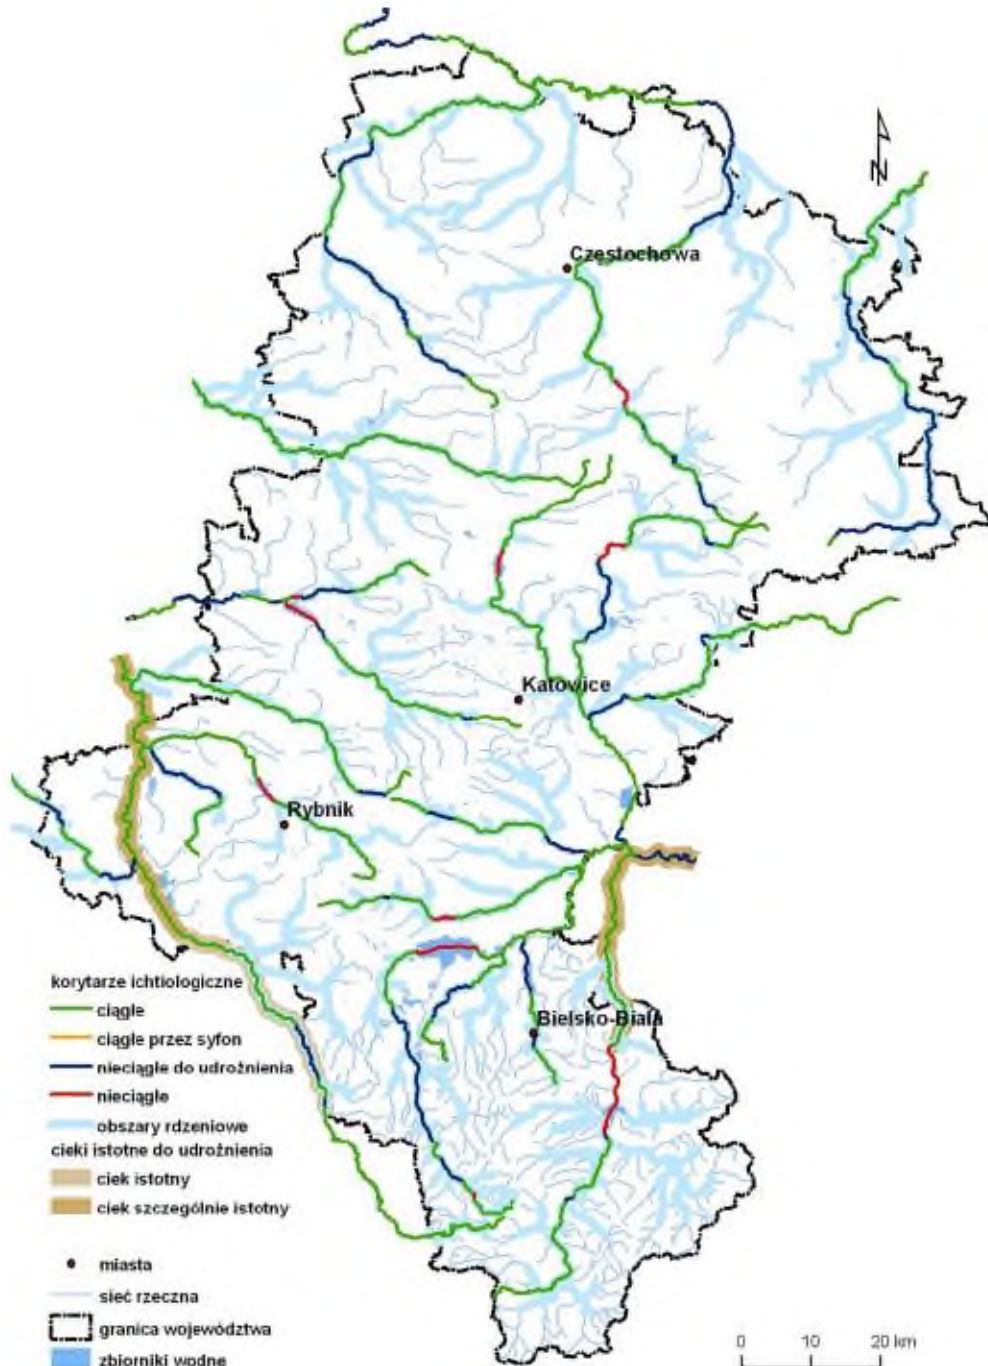 N
Częstochowa
Katowice
Rybnik
Bielsko-Biała
korytarze ichtiologiczne
ciągłe
ciągłe przez syfon
nieciągłe do udrożnienia
nieciągłe
obszary rdzeniowe
cieki istotne do udrożnienia
ciek istotny
ciek szczególnie istotny
miasta
sieć rzeczna
granica województwa
zbiorniki wodne
0 10 20 km